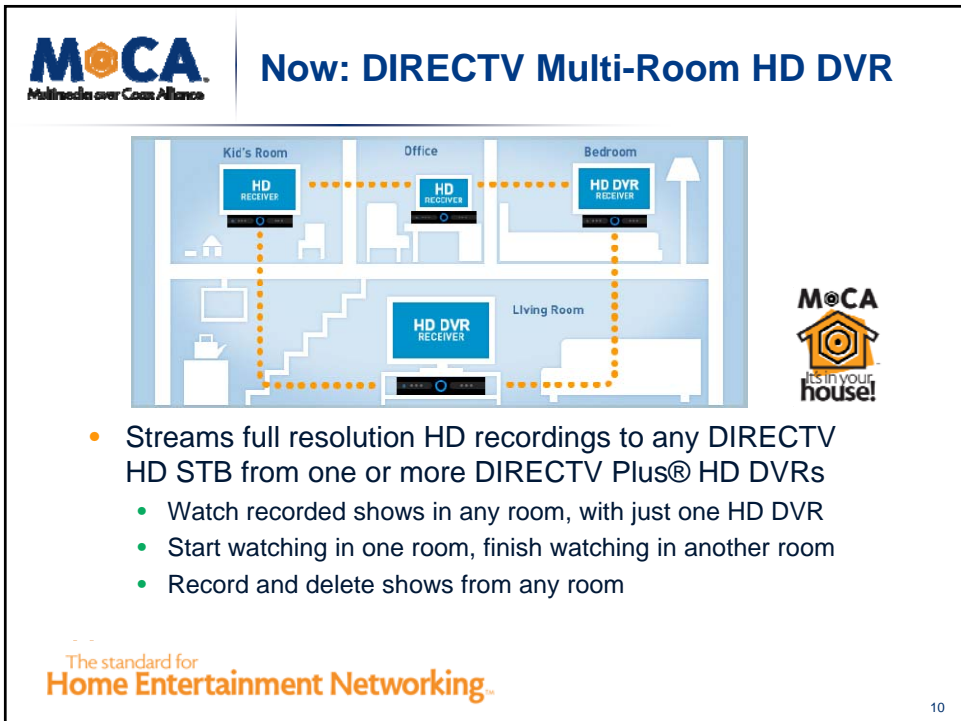 MoCA.
Multimedia over Coax Alliance
Now: DIRECTV Multi-Room HD DVR
Kid's Room
Office
Bedroom
HD
RECEIVER
HD
RECEIVER
HD DVR
RECEIVER
Living Room
HD DVR
RECEIVER
MoCA
It's in your
house!
• Streams full resolution HD recordings to any DIRECTV
HD STB from one or more DIRECTV Plus® HD DVRs
• Watch recorded shows in any room, with just one HD DVR
• Start watching in one room, finish watching in another room
• Record and delete shows from any room
The standard for
Home Entertainment Networking™
10